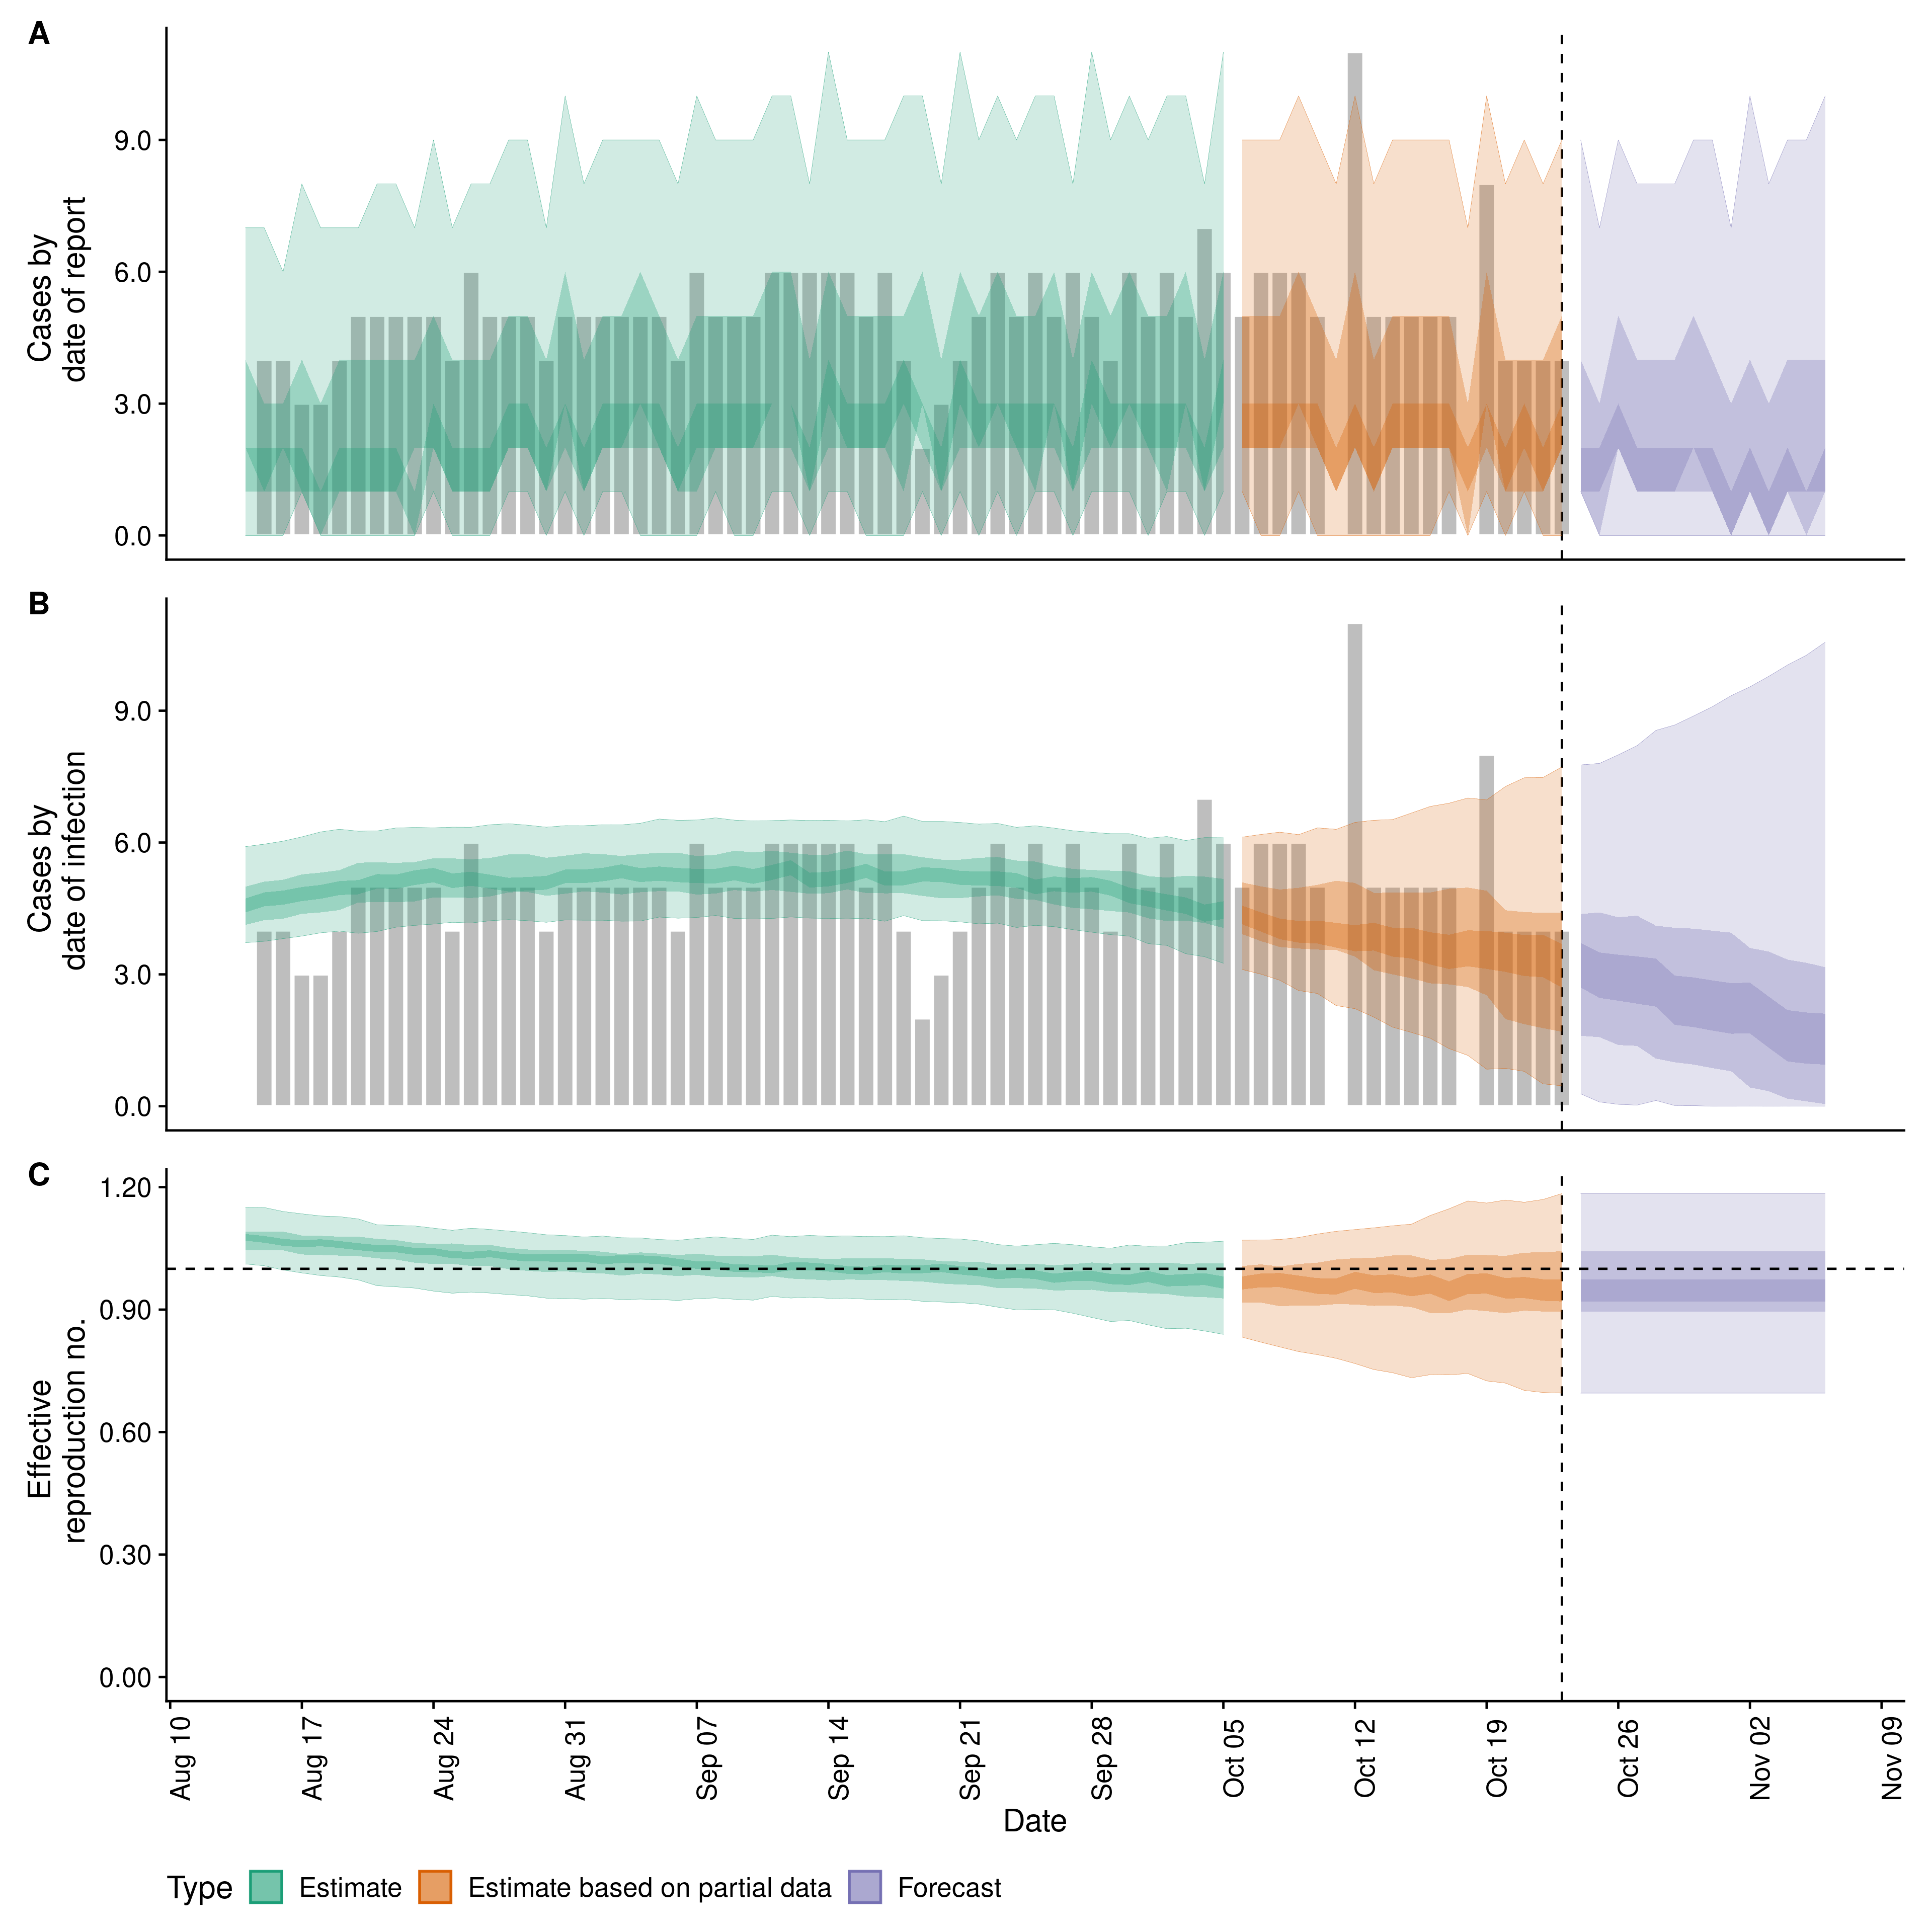 A
Cases by
date of report
9.0
6.0
3.0
0.0
B
Cases by
date of infection
9.0
6.0
3.0
0.0
C
Effective
reproduction no.
1.20
0.90
0.60
0.30
0.00
Aug 10
Aug 17
Aug 24
Aug 31
Sep 07
Sep 14
Sep 21
Sep 28
Oct 05
Oct 12
Oct 19
Oct 26
Nov 02
Nov 09
Date
Type Estimate Estimate based on partial data Forecast